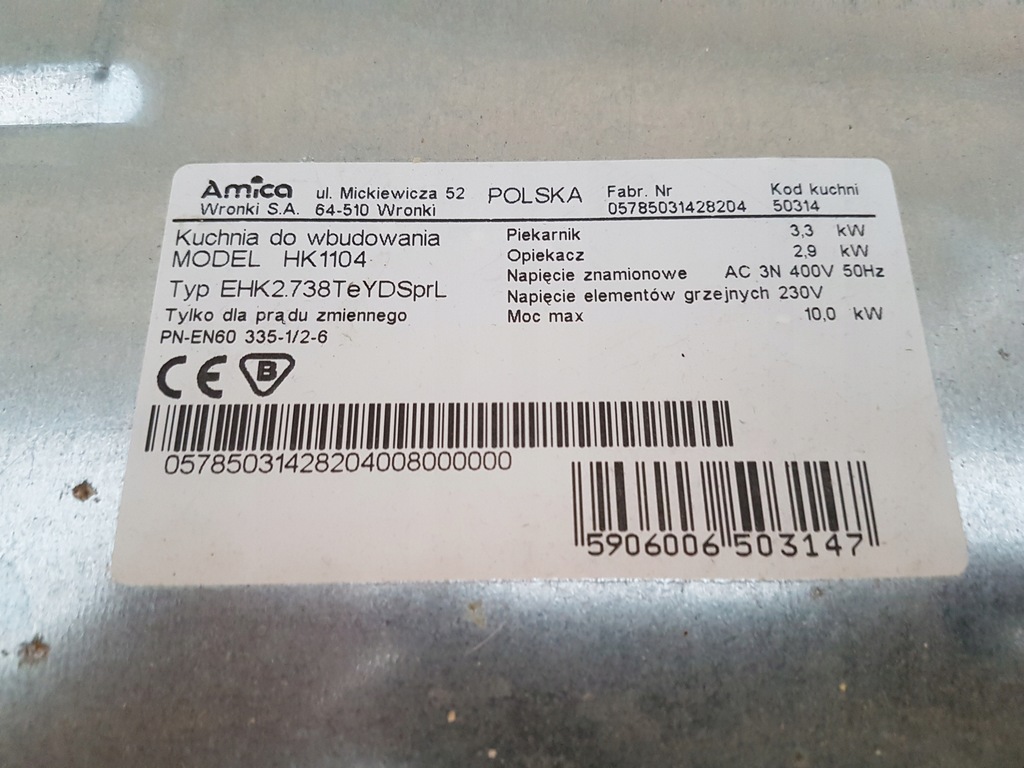 Amica ul. Mickiewicza 52 POLSKA Fabr. Nr Kod kuchni
Wronki S.A. 64-510 Wronki 05785031428204 50314
Kuchnia do wbudowania
MODEL HK1104
Typ EHK2.738TeYDSprL
Tylko dla prądu zmiennego
PN-EN60 335-1/2-6
Piekarnik 3,3 kW
Opiekacz 2,9 kW
Napięcie znamionowe AC 3N 400V 50Hz
Napięcie elementów grzejnych 230V
Moc max 10,0 kW
CE B
05785031428204008000000
5906006 503147